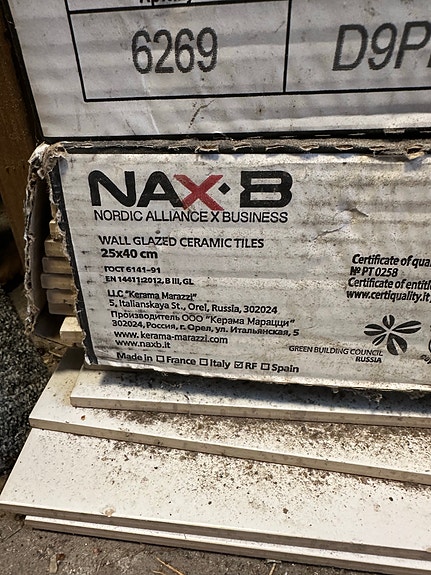 6269
NAX·B
NORDIC ALLIANCE X BUSINESS
WALL GLAZED CERAMIC TILES
25x40 cm
ГОСТ 6141-91
EN 14411:2012, B III, GL
LLC "Kerama Marazzi"
5, Italianskaya St., Orel, Russia, 302024
Производитель ООО "Керама Марацци"
302024, Россия, г. Орел, ул. Итальянская, 5
www. kerama-marazzi.com
www.naxb.it
Made in ☐ France ☐ Italy ☑ RF ☐ Spain
Certificate of
№ PT 0258
Certificate of
www.certiquality.it
GREEN BUILDING COUNCIL
RUSSIA